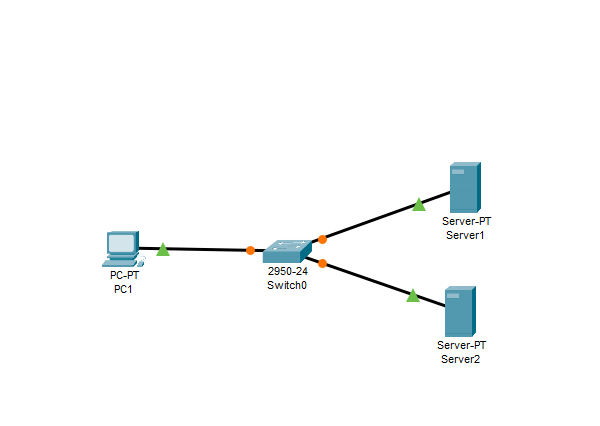 Server-PT
Server1
PC-PT
PC1
2950-24
Switch0
Server-PT
Server2